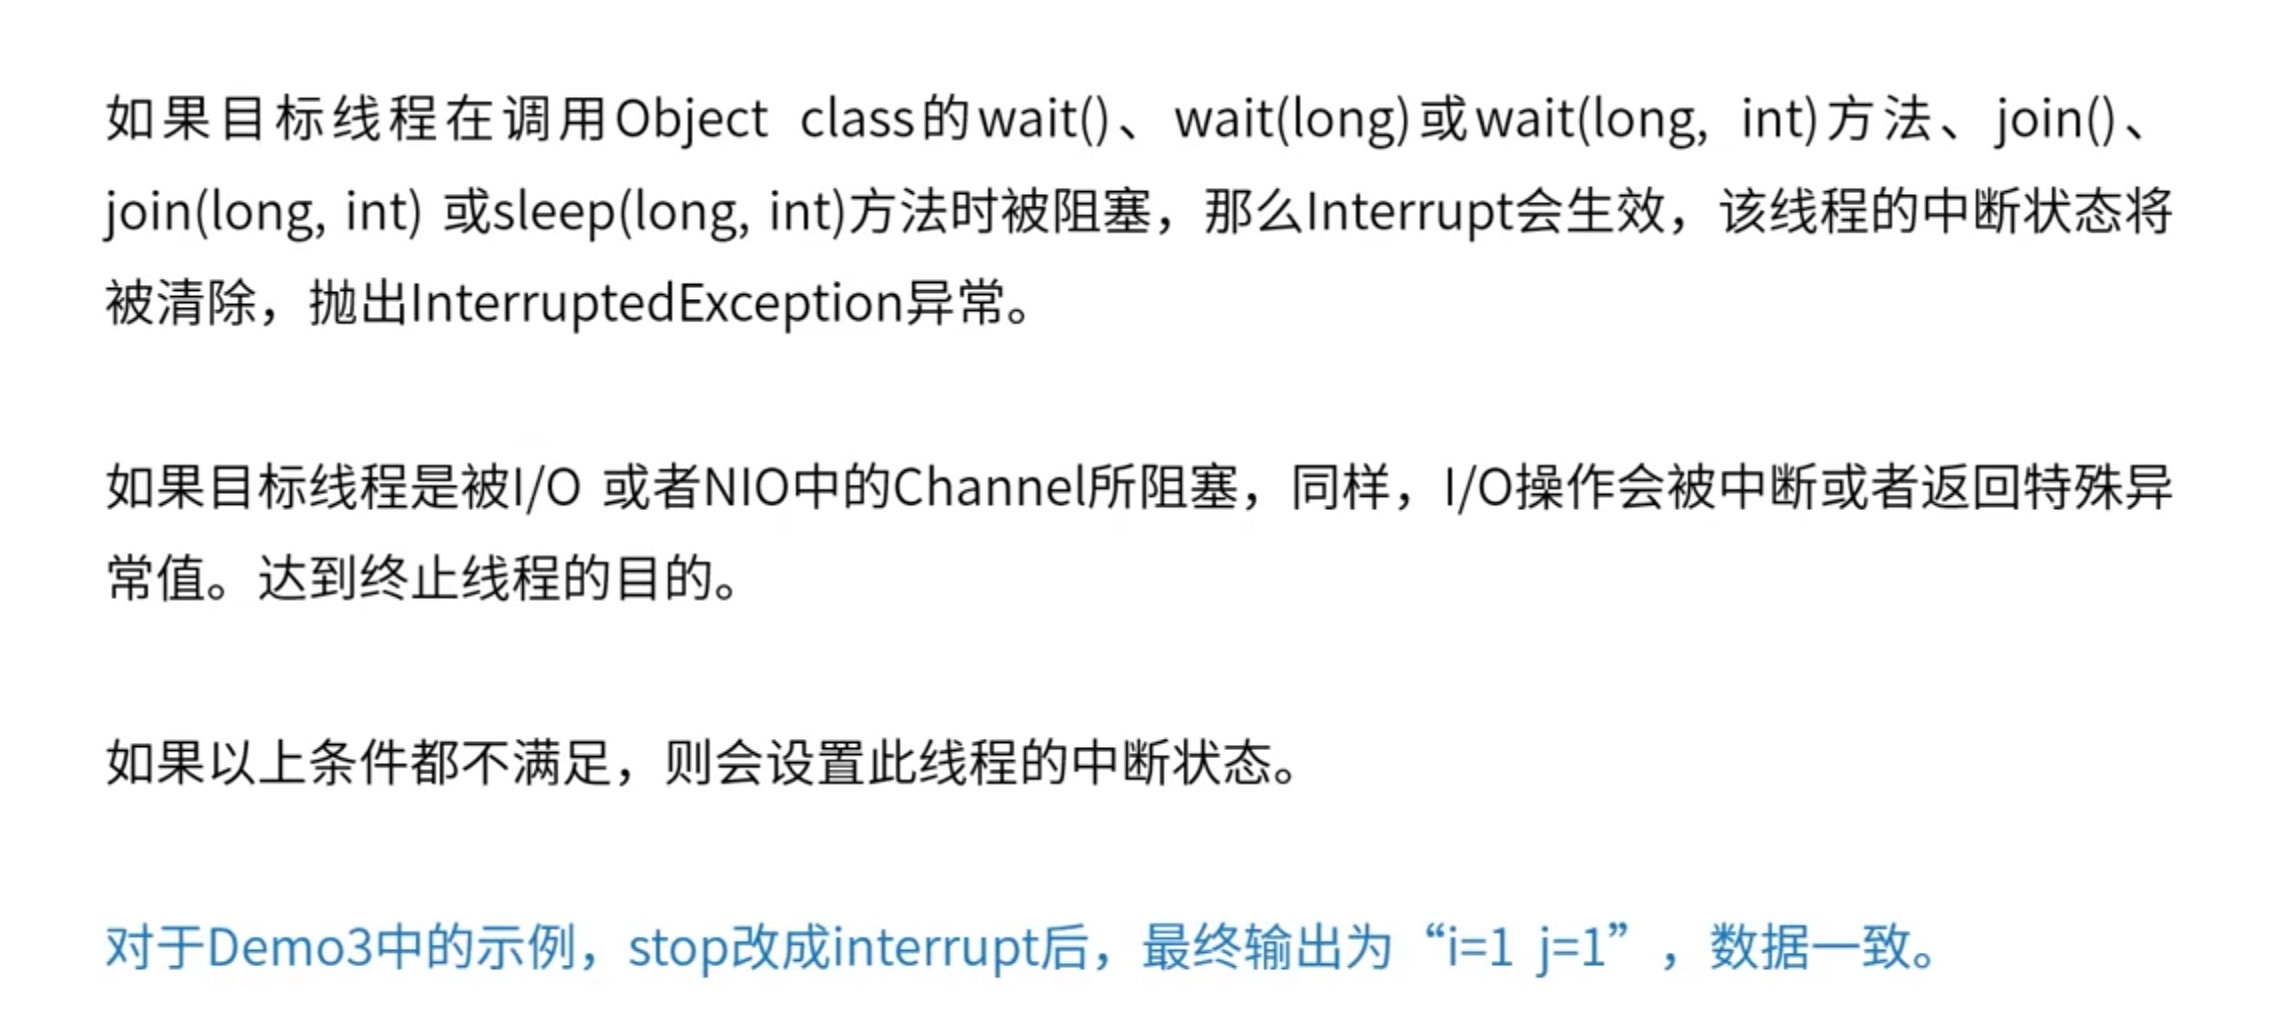 如果目标线程在调用Object class的wait()、wait(long)或wait(long, int)方法、join()、
join(long, int) 或sleep(long, int)方法时被阻塞，那么Interrupt会生效，该线程的中断状态将
被清除，抛出InterruptedException异常。
如果目标线程是被I/O 或者NIO中的Channel所阻塞，同样，I/O操作会被中断或者返回特殊异
常值。达到终止线程的目的。
如果以上条件都不满足，则会设置此线程的中断状态。
对于Demo3中的示例，stop改成interrupt后，最终输出为“i=1 j=1”，数据一致。